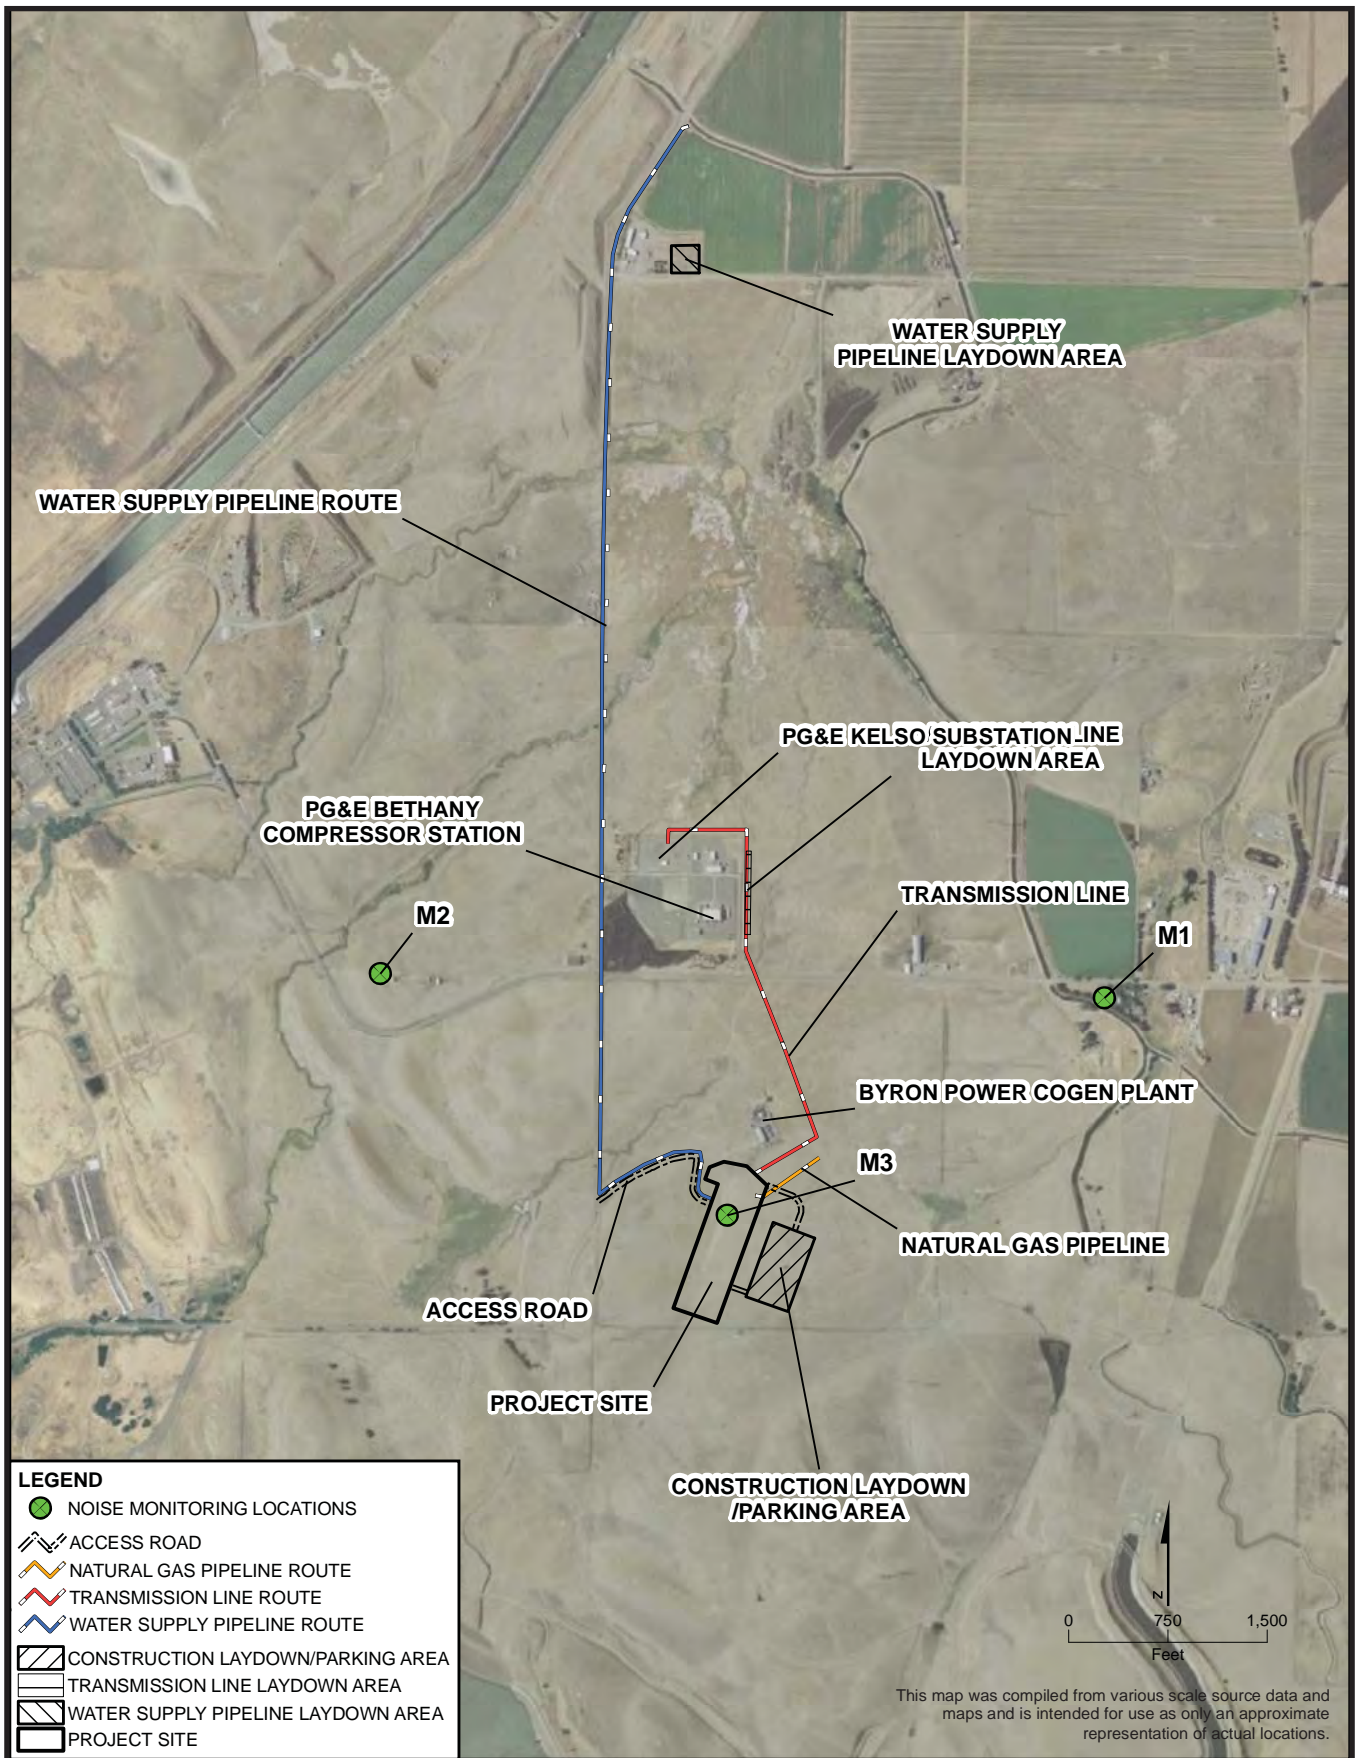 WATER SUPPLY
PIPELINE LAYDOWN AREA
WATER SUPPLY PIPELINE ROUTE
PG&E KELSO SUBSTATION
LINE
LAYDOWN AREA
PG&E BETHANY
COMPRESSOR STATION
TRANSMISSION LINE
M2
M1
BYRON POWER COGEN PLANT
M3
NATURAL GAS PIPELINE
ACCESS ROAD
PROJECT SITE
CONSTRUCTION LAYDOWN
/PARKING AREA
LEGEND
NOISE MONITORING LOCATIONS
ACCESS ROAD
NATURAL GAS PIPELINE ROUTE
TRANSMISSION LINE ROUTE
WATER SUPPLY PIPELINE ROUTE
CONSTRUCTION LAYDOWN/PARKING AREA
TRANSMISSION LINE LAYDOWN AREA
WATER SUPPLY PIPELINE LAYDOWN AREA
PROJECT SITE
N
0 750 1,500
Feet
This map was compiled from various scale source data and
maps and is intended for use as only an approximate
representation of actual locations.